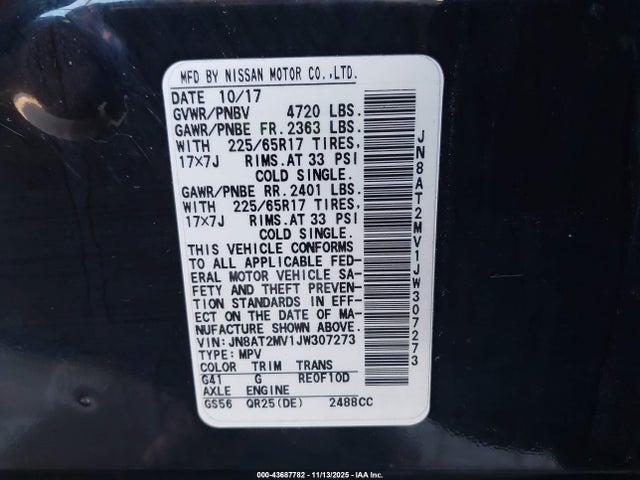 MFD BY NISSAN MOTOR CO.,LTD.
DATE 10/17
GVWR/PNBV 4720 LBS.
GAWR/PNBE FR. 2363 LBS.
WITH 225/65R17 TIRES,
17×7J RIMS.AT 33 PSI
COLD SINGLE.
GAWR/PNBE RR. 2401 LBS.
WITH 225/65R17 TIRES,
17×7J RIMS.AT 33 PSI
COLD SINGLE.
THIS VEHICLE CONFORMS
TO ALL APPLICABLE FED-
ERAL MOTOR VEHICLE SA-
FETY AND THEFT PREVEN-
TION STANDARDS IN EFF-
ECT ON THE DATE OF MA-
NUFACTURE SHOWN ABOVE.
VIN: JN8AT2MV1JW307273
TYPE: MPV
COLOR TRIM TRANS
G41 G RE0F10D
AXLE ENGINE
GS56 QR25(DE) 2488CC
JN8AT2MV1JW307273
000-43687782 - 11/13/2025 - IAA Inc.